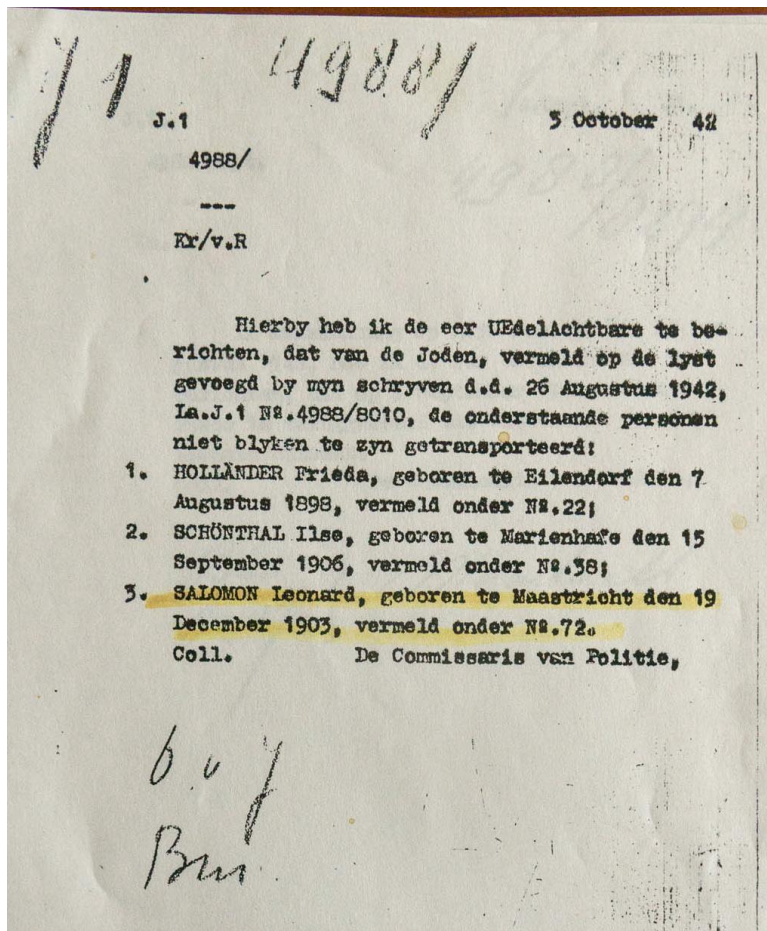 J 1 4988/
J.1 3 October 42
4988/
---
Kr/v.R
Hierby heb ik de eer UEdelAchtbare te be-
richten, dat van de Joden, vermeld op de lyst
gevoegd by myn schryven d.d. 26 Augustus 1942,
La.J.1 No.4988/8010, de onderstaande personen
niet blyken te zyn getransporteerd:
1. HOLLÄNDER Frieda, geboren te Eilendorf den 7
Augustus 1898, vermeld onder No.22;
2. SCHÖNTHAL Ilse, geboren te Marienhafe den 15
September 1906, vermeld onder No.38;
3. SALOMON Leonard, geboren te Maastricht den 19
December 1903, vermeld onder No.72.
Coll. De Commissaris van Politie,